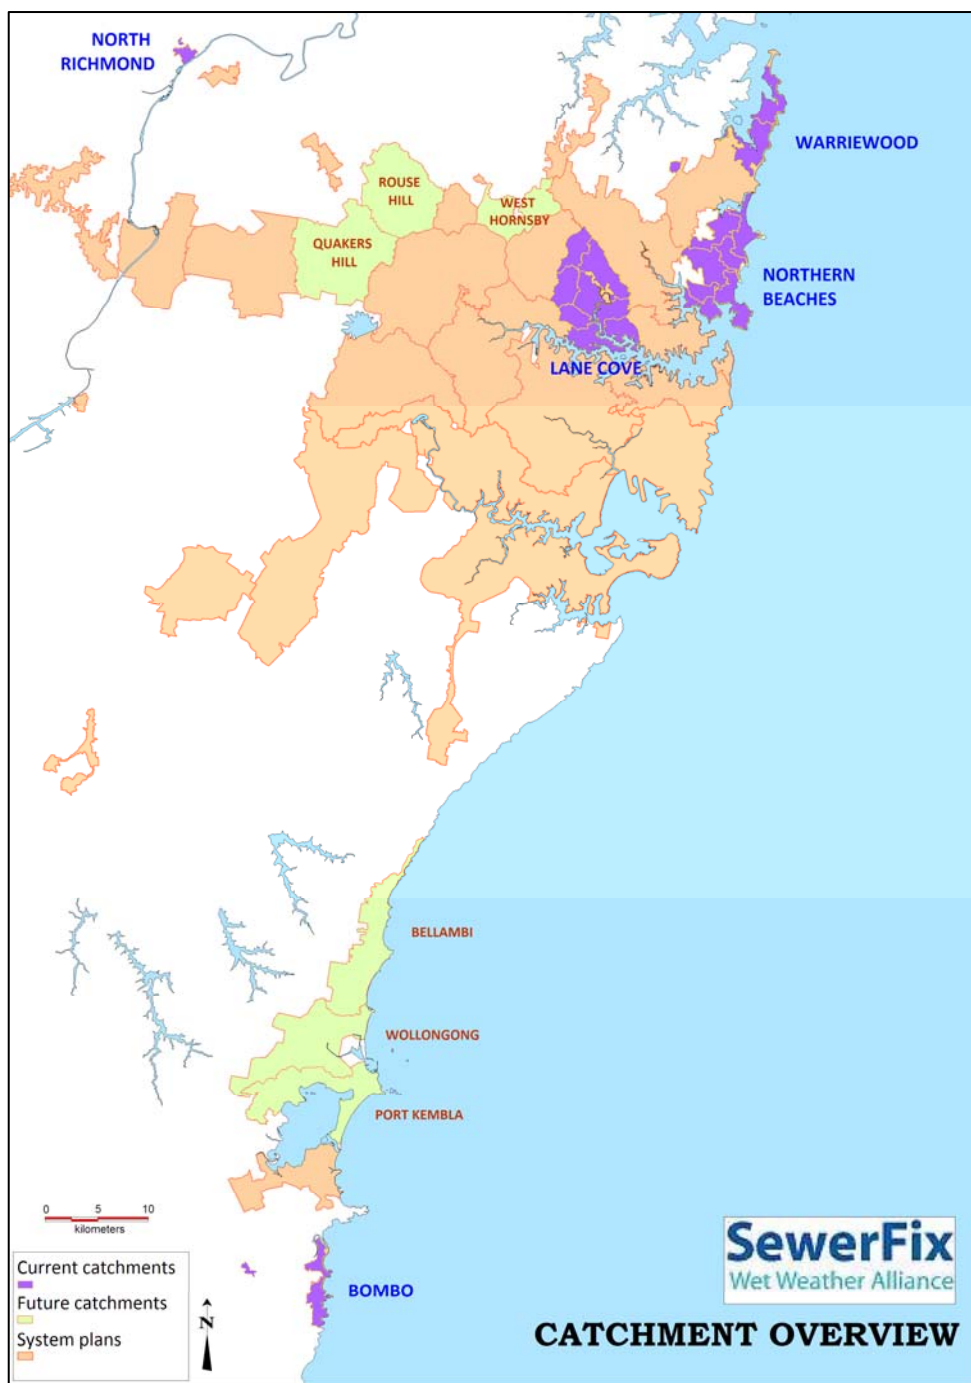 NORTH
RICHMOND
WARRIEWOOD
ROUSE
HILL
WEST
HORNSBY
QUAKERS
HILL
NORTHERN
BEACHES
LANE COVE
BELLAMBI
WOLLONGONG
PORT KEMBLA
0 5 10
kilometers
Current catchments
Future catchments
System plans
N
BOMBO
SewerFix
Wet Weather Alliance
CATCHMENT OVERVIEW